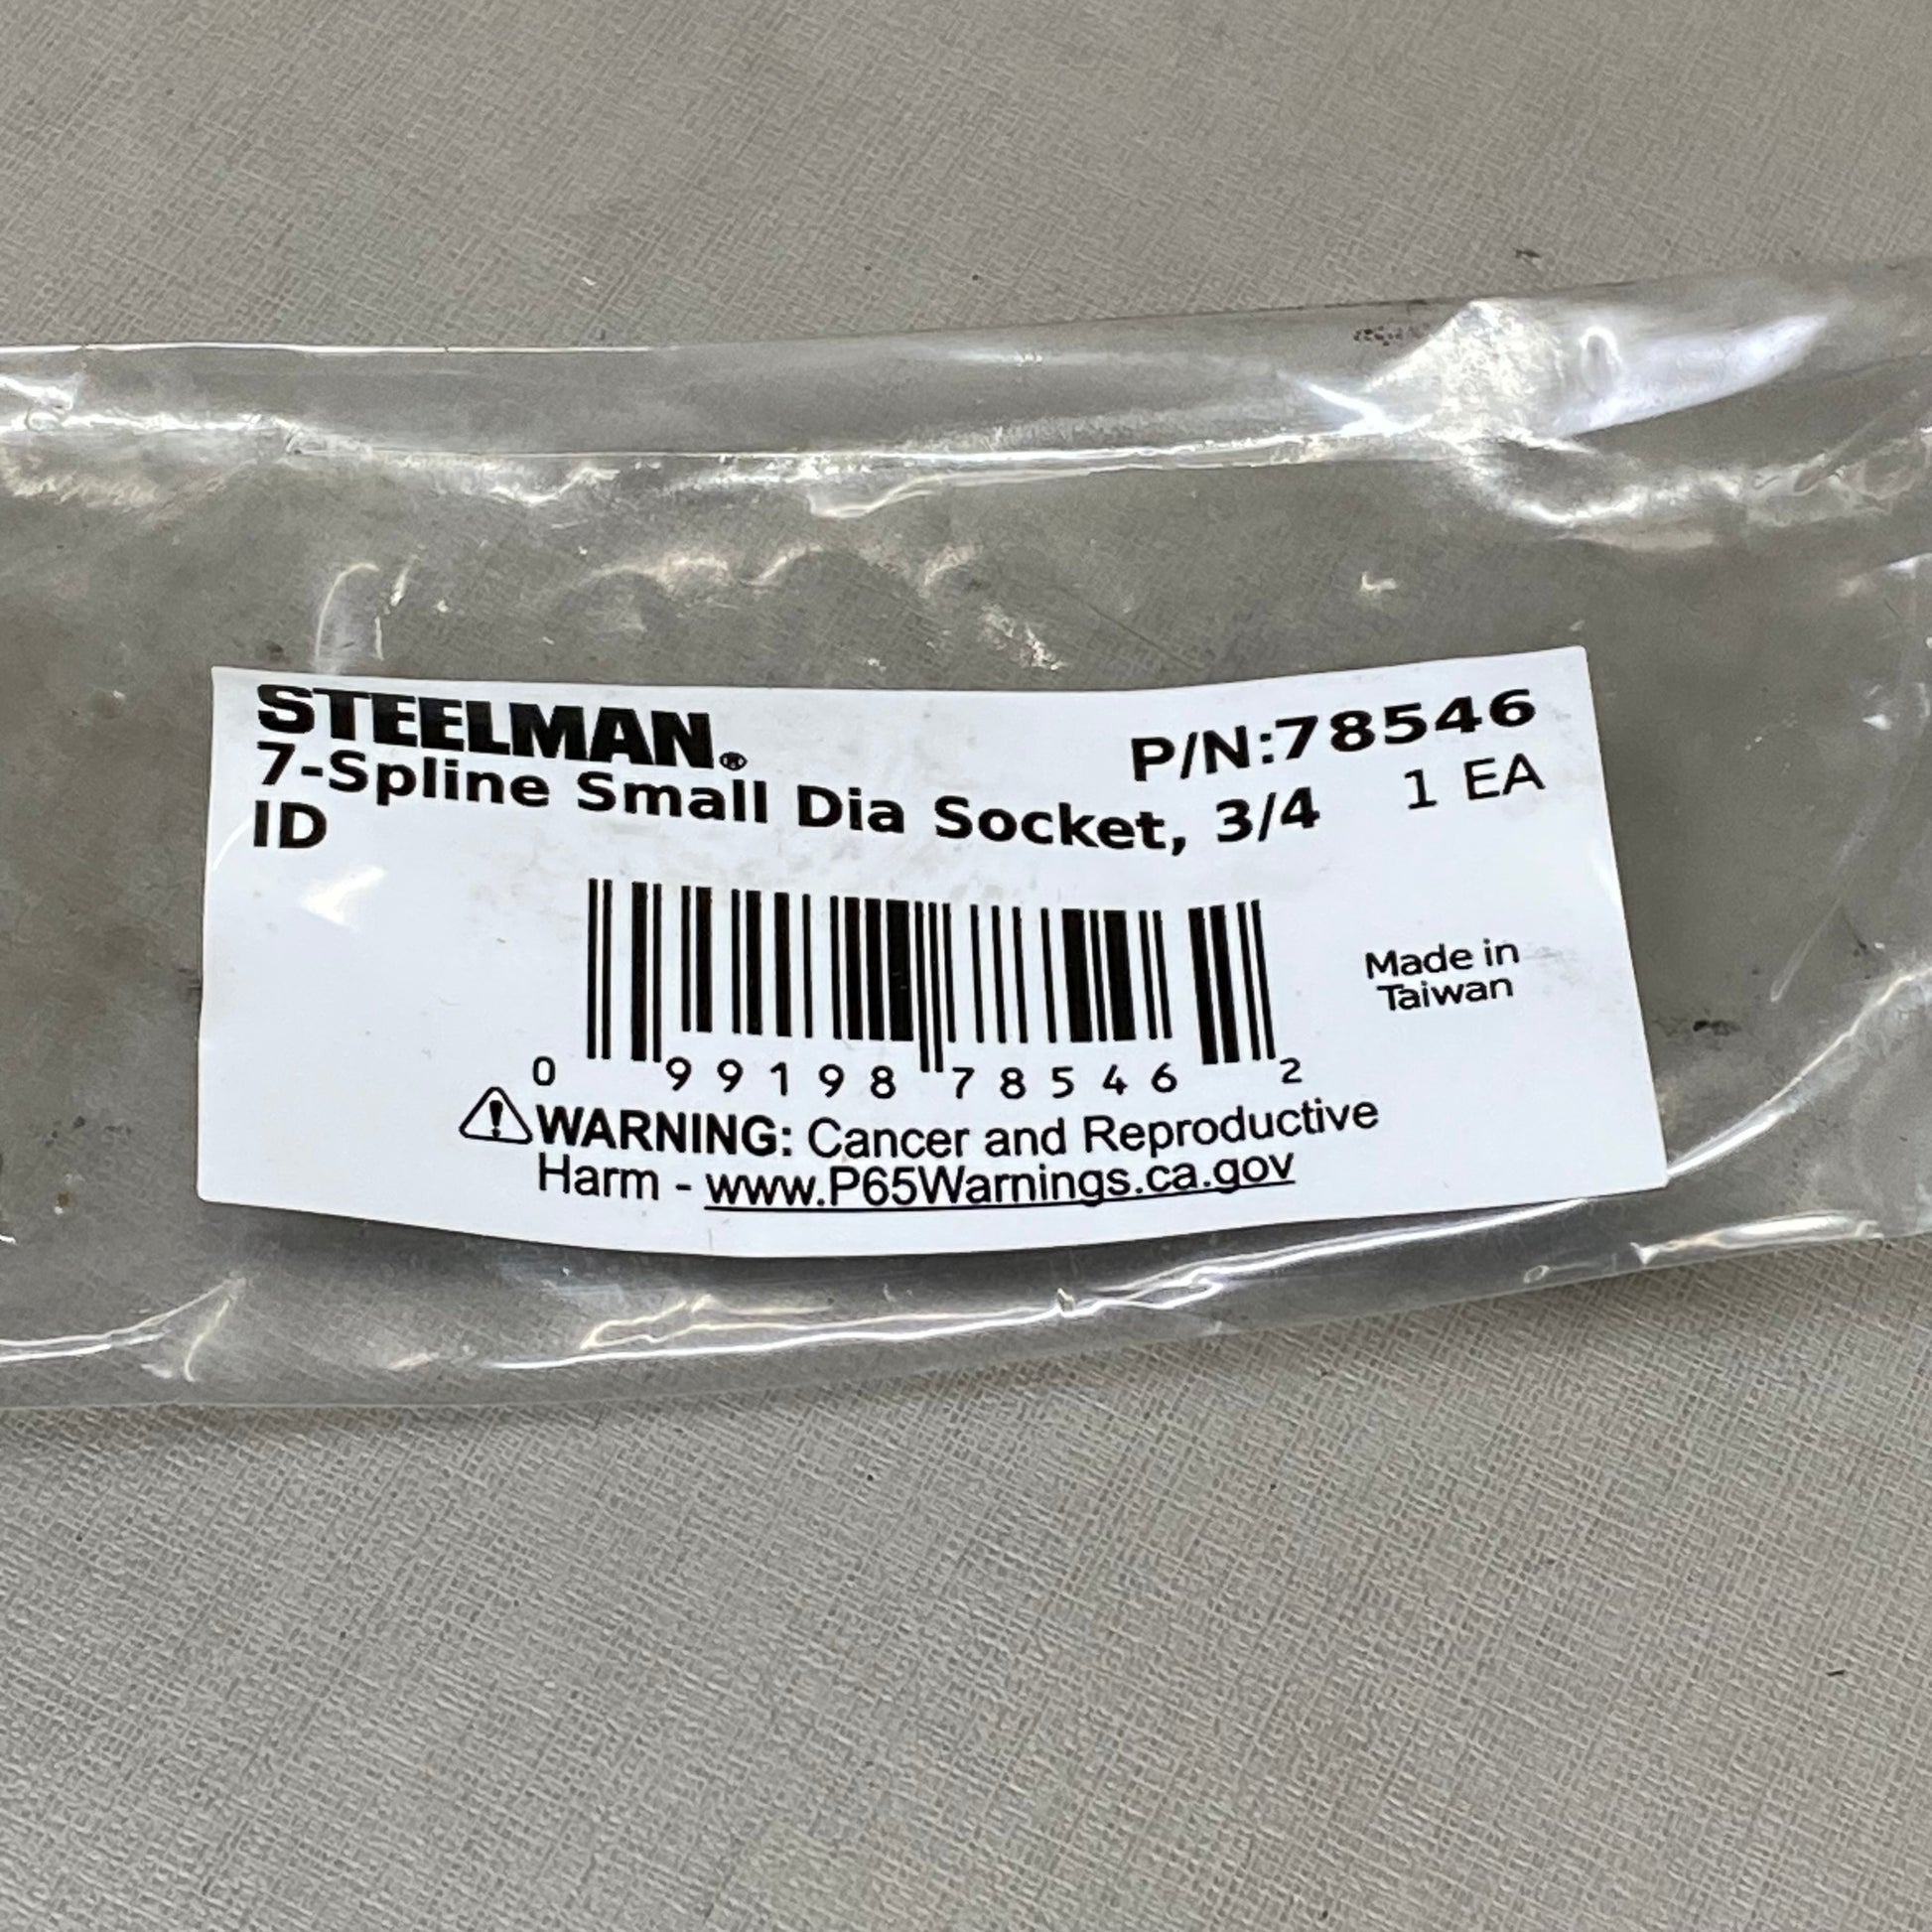 STEELMAN®
P/N:78546
7-Spline Small Dia Socket, 3/4
1 EA
ID
Made in
Taiwan
0 99198 78546 2
⚠WARNING: Cancer and Reproductive
Harm - www.P65Warnings.ca.gov